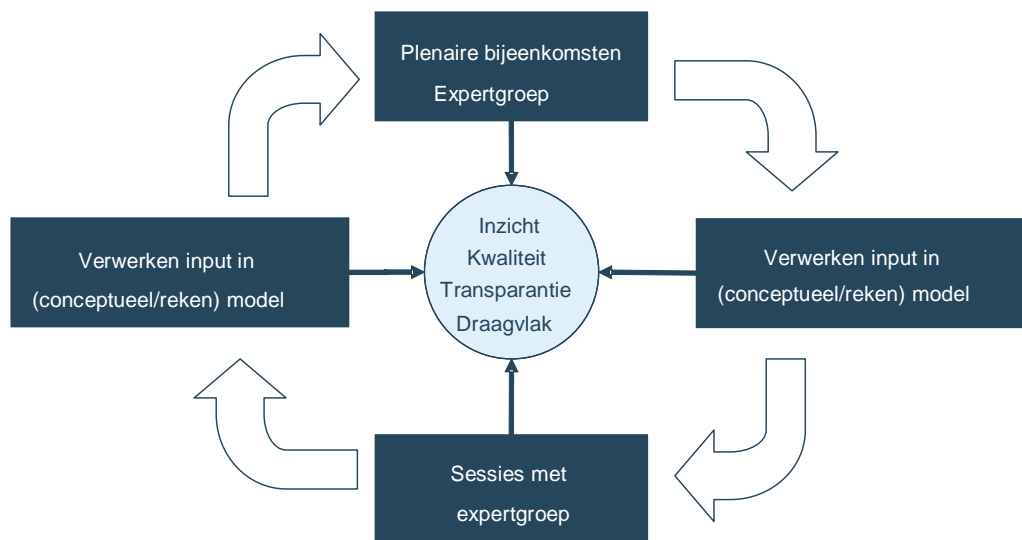 Plenaire bijeenkomsten
Expertgroep
Verwerken input in
(conceptueel/reken) model
Inzicht
Kwaliteit
Transparantie
Draagvlak
Verwerken input in
(conceptueel/reken) model
Sessies met
expertgroep